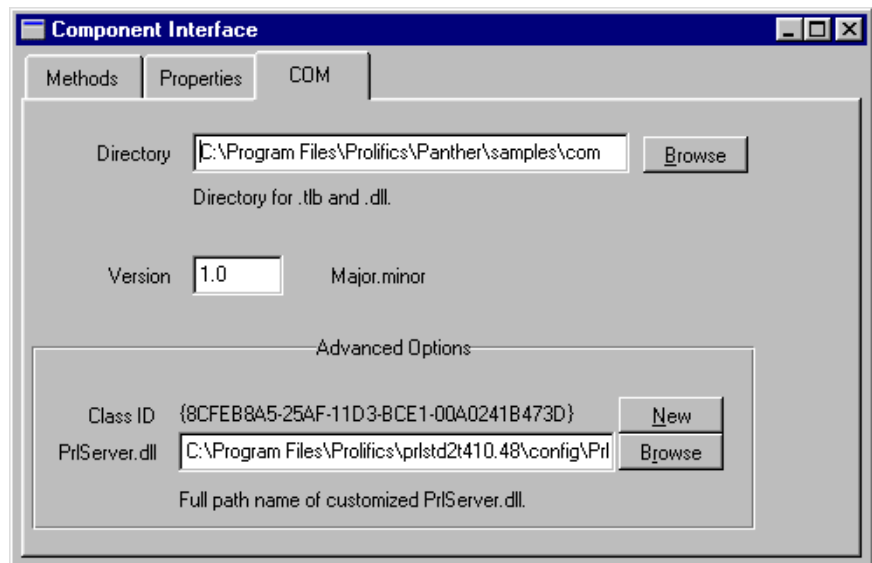 Component Interface
Methods Properties COM
Directory C:\Program Files\Prolifics\Panther\samples\com Browse
Directory for .tlb and .dll.
Version 1.0 Major.minor
Advanced Options
Class ID {8CFEB8A5-25AF-11D3-BCE1-00A0241B473D} New
PrlServer.dll C:\Program Files\Prolifics\prlstd2t410.48\config\Prl Browse
Full path name of customized PrlServer.dll.